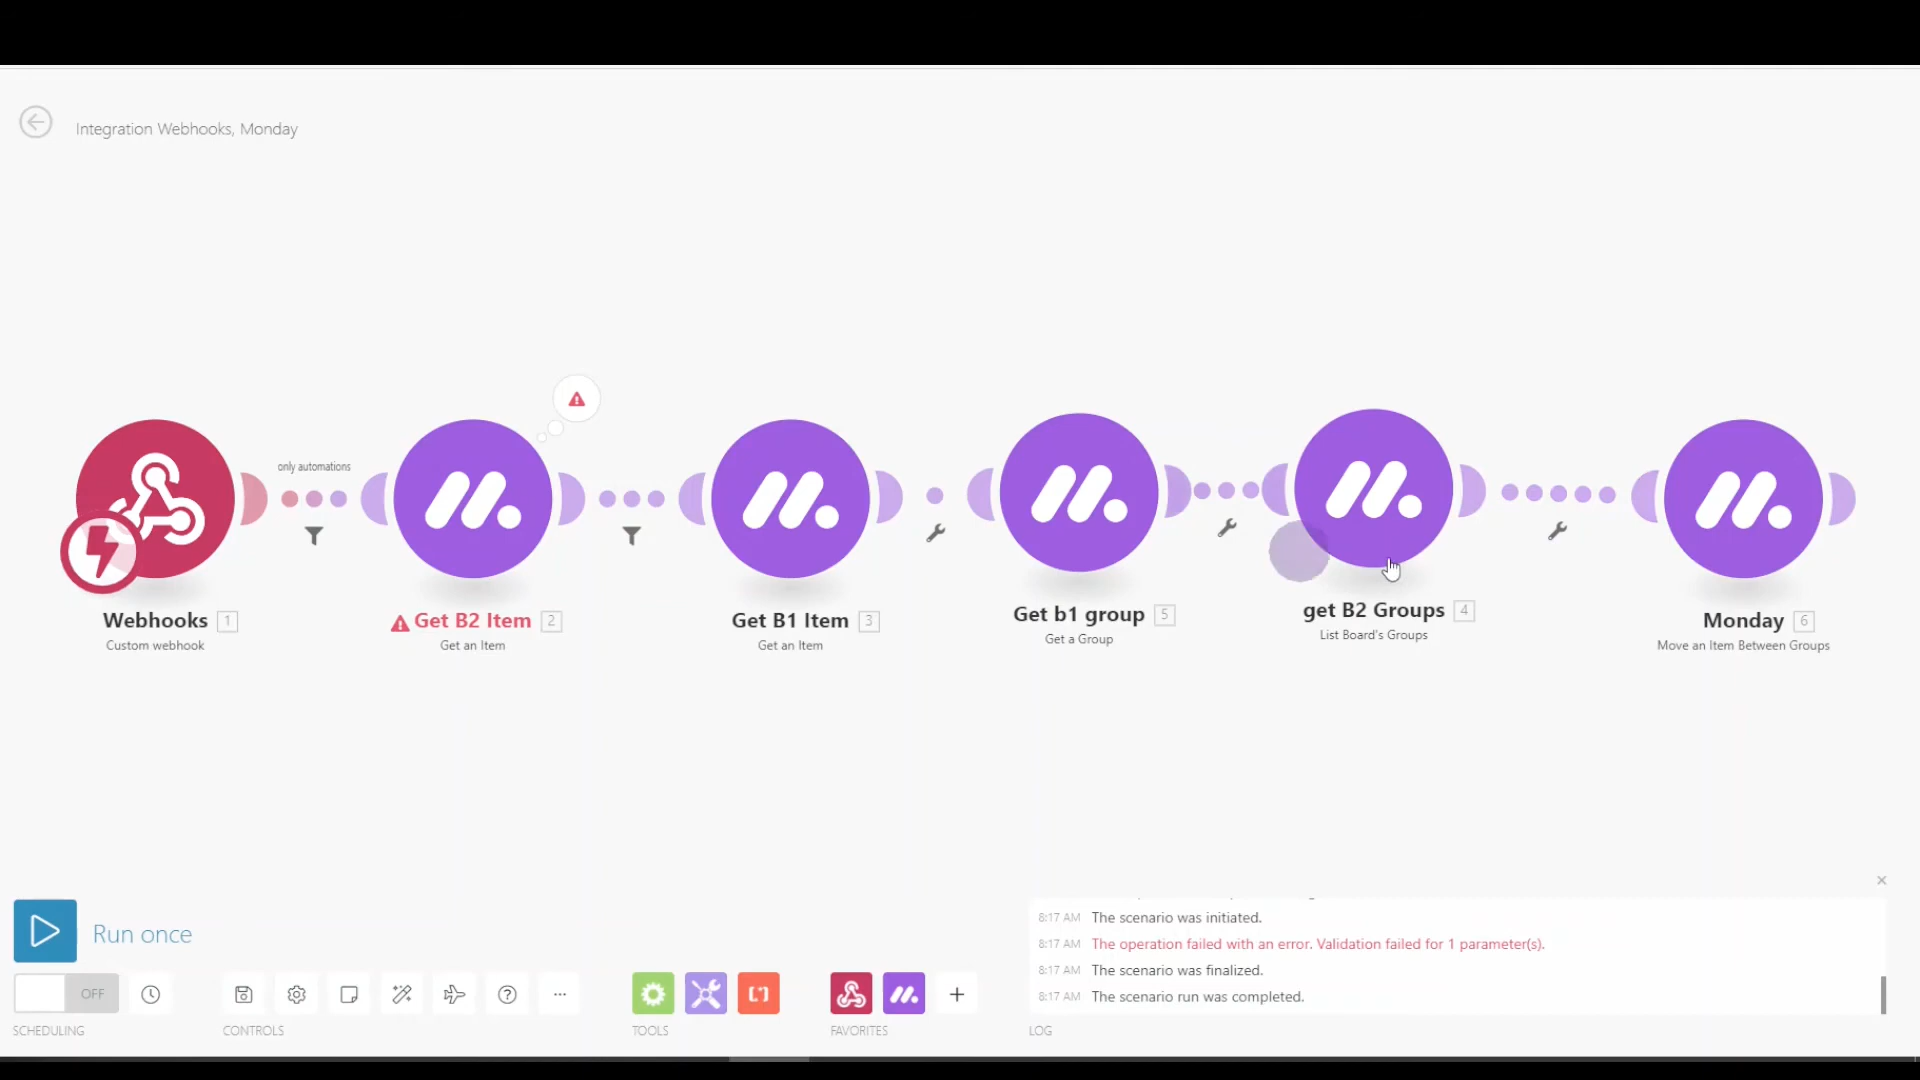 Integration Webhooks, Monday
only automations
Webhooks 1
Custom webhook
Get B2 Item 2
Get an Item
Get B1 Item 3
Get an Item
Get b1 group 5
Get a Group
get B2 Groups 4
List Board's Groups
Monday 6
Move an Item Between Groups
Run once
OFF
SCHEDULING
CONTROLS
TOOLS
FAVORITES
8:17 AM The scenario was initiated.
8:17 AM The operation failed with an error. Validation failed for 1 parameter(s).
8:17 AM The scenario was finalized.
8:17 AM The scenario run was completed.
LOG